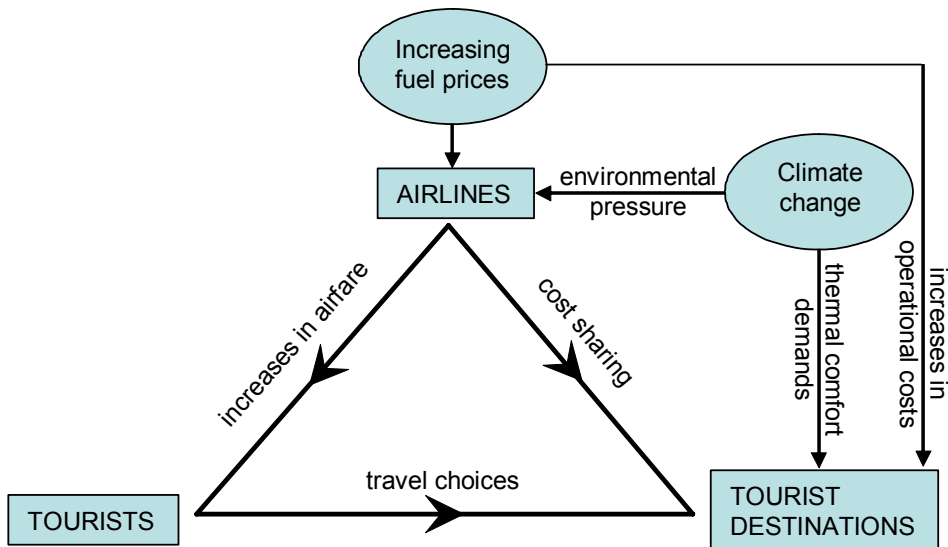 Increasing
fuel prices
AIRLINES
environmental
pressure
Climate
change
increases in airfare
cost sharing
thermal comfort
demands
increases in
operational costs
travel choices
TOURISTS
TOURIST
DESTINATIONS